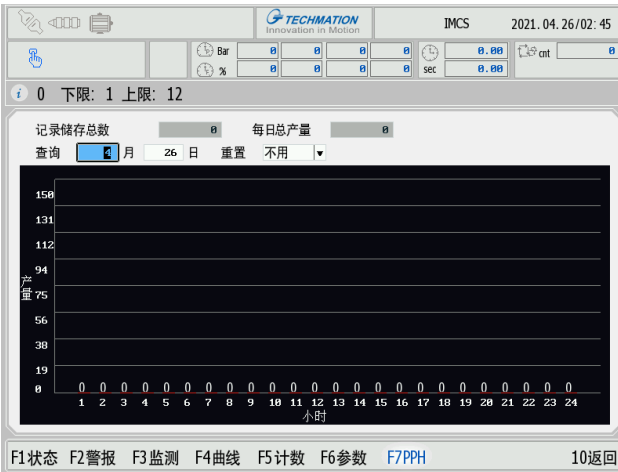 TECHMATION
Innovation in Motion
IMCS
2021.04.26/02:45
Bar 0 0 0 0
% 0 0 0 0
sec 0.00
0.00
cnt 0
i 0 下限: 1 上限: 12
记录储存总数 0 每日总产量 0
查询 4 月 26 日 重置 不用
150
131
112
94
产量
75
56
38
19
0
0 0 0 0 0 0 0 0 0 0 0 0 0 0 0 0 0 0 0 0 0 0 0 0
1 2 3 4 5 6 7 8 9 10 11 12 13 14 15 16 17 18 19 20 21 22 23 24
小时
F1状态 F2警报 F3监测 F4曲线 F5计数 F6参数 F7PPH 10返回